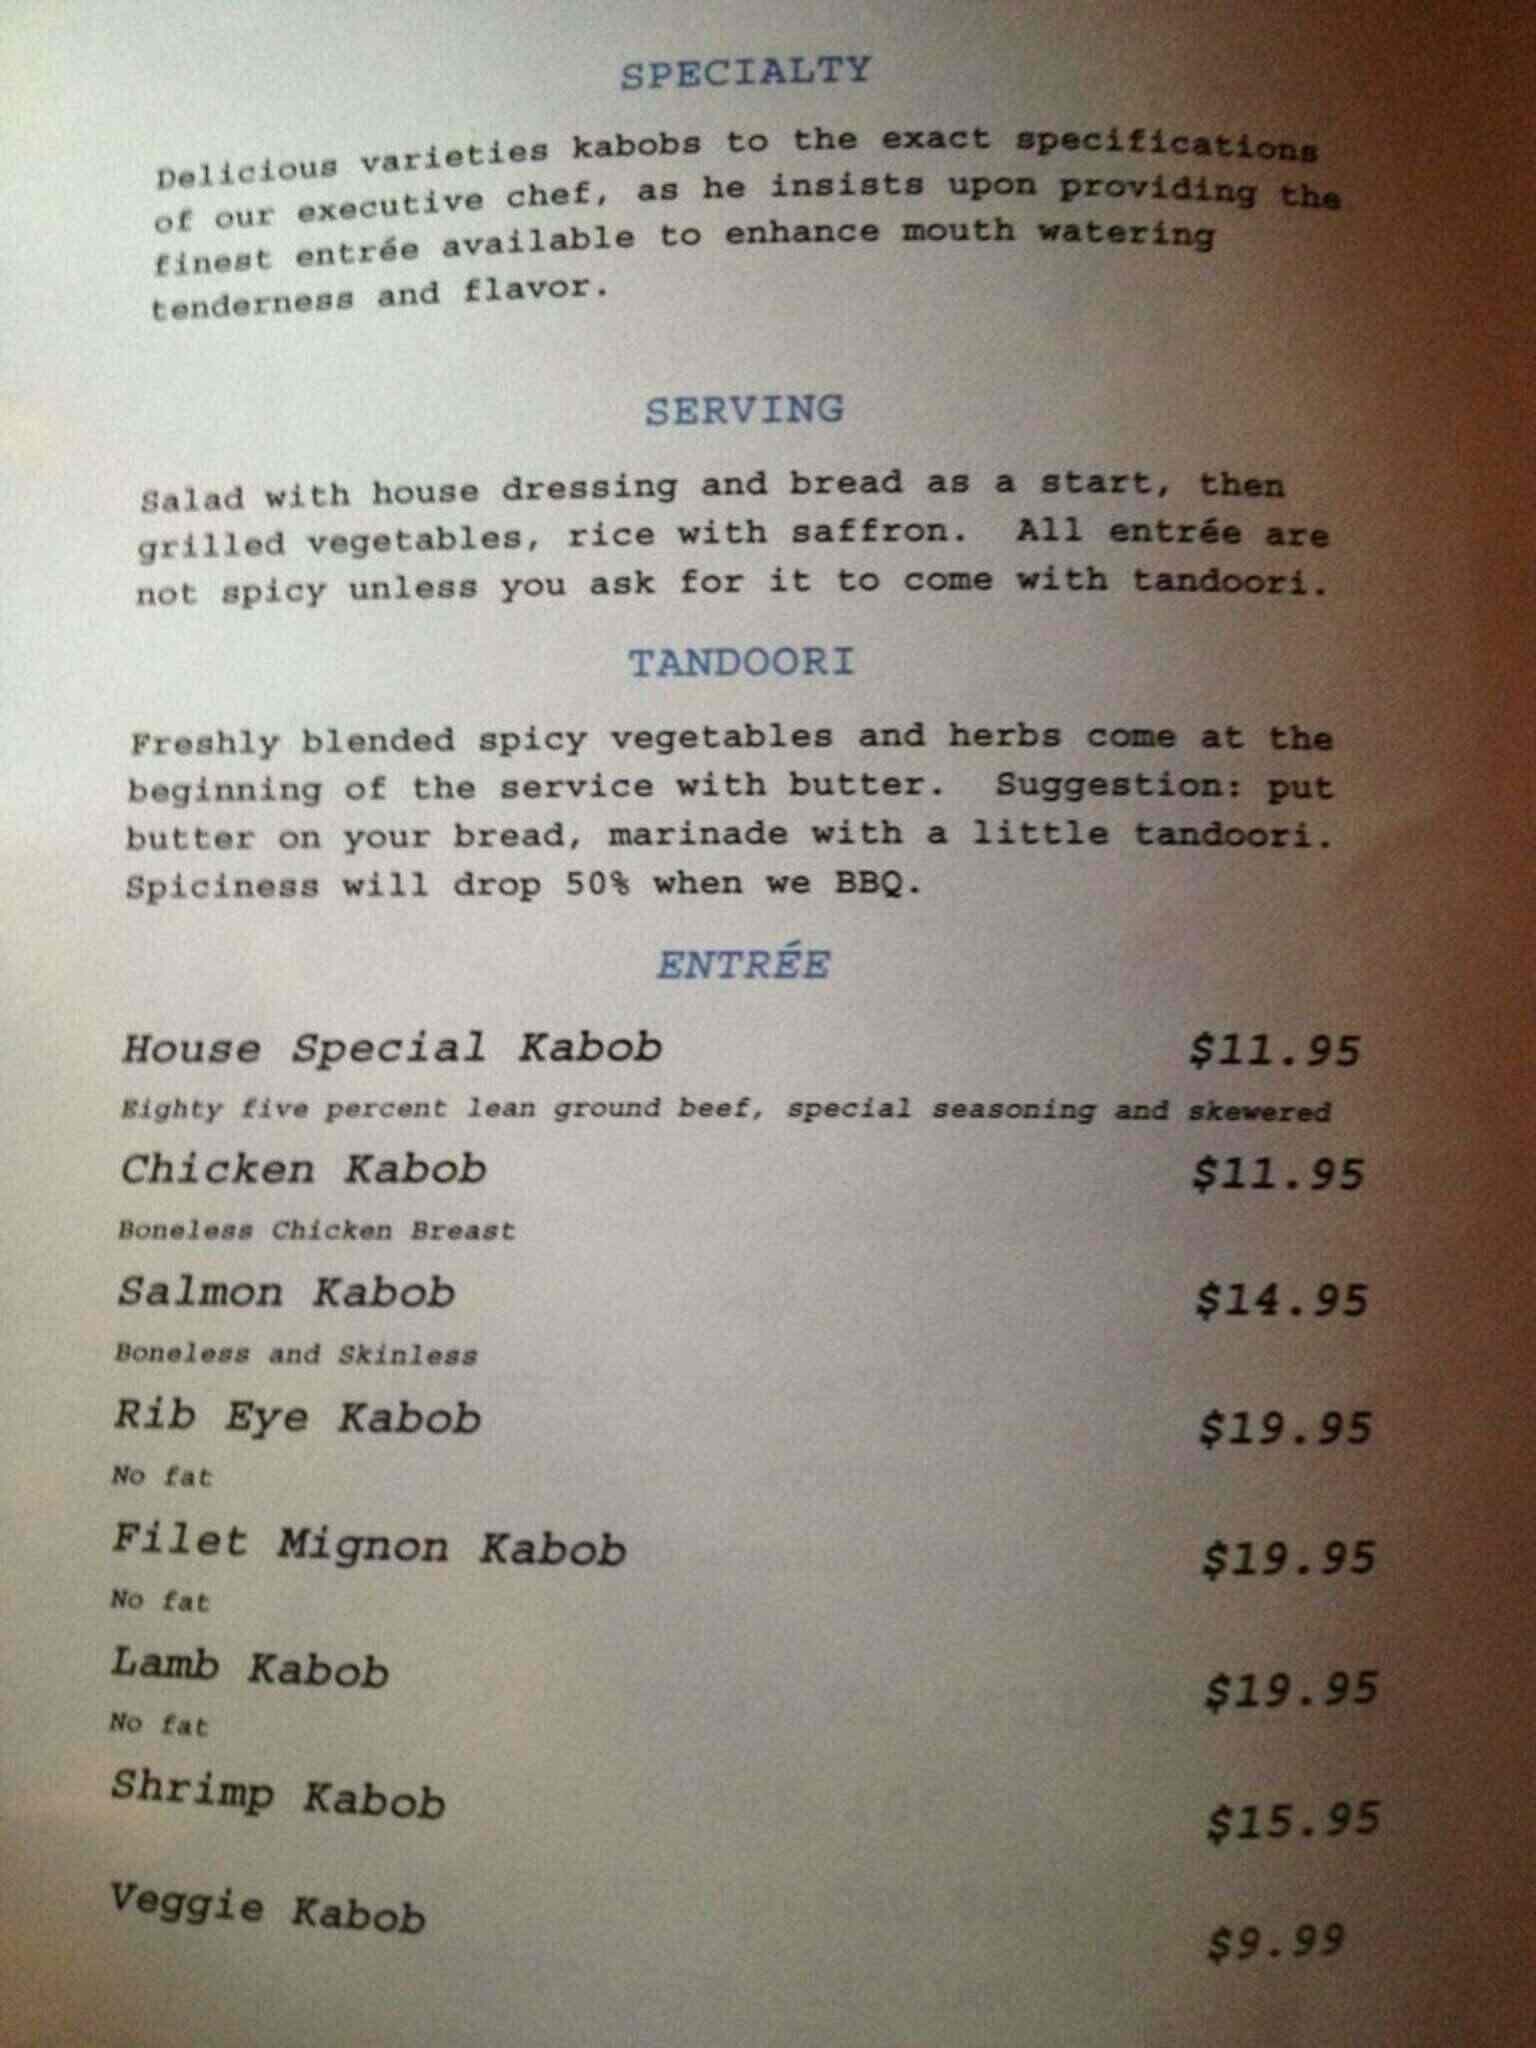 SPECIALTY
Delicious varieties kabobs to the exact specifications
of our executive chef, as he insists upon providing the
finest entrée available to enhance mouth watering
tenderness and flavor.
SERVING
Salad with house dressing and bread as a start, then
grilled vegetables, rice with saffron. All entrée are
not spicy unless you ask for it to come with tandoori.
TANDOORI
Freshly blended spicy vegetables and herbs come at the
beginning of the service with butter. Suggestion: put
butter on your bread, marinade with a little tandoori.
Spiciness will drop 50% when we BBQ.
ENTRÉE
House Special Kabob $11.95
Eighty five percent lean ground beef, special seasoning and skewered
Chicken Kabob $11.95
Boneless Chicken Breast
Salmon Kabob $14.95
Boneless and Skinless
Rib Eye Kabob $19.95
No fat
Filet Mignon Kabob $19.95
No fat
Lamb Kabob $19.95
No fat
Shrimp Kabob $15.95
Veggie Kabob $9.99